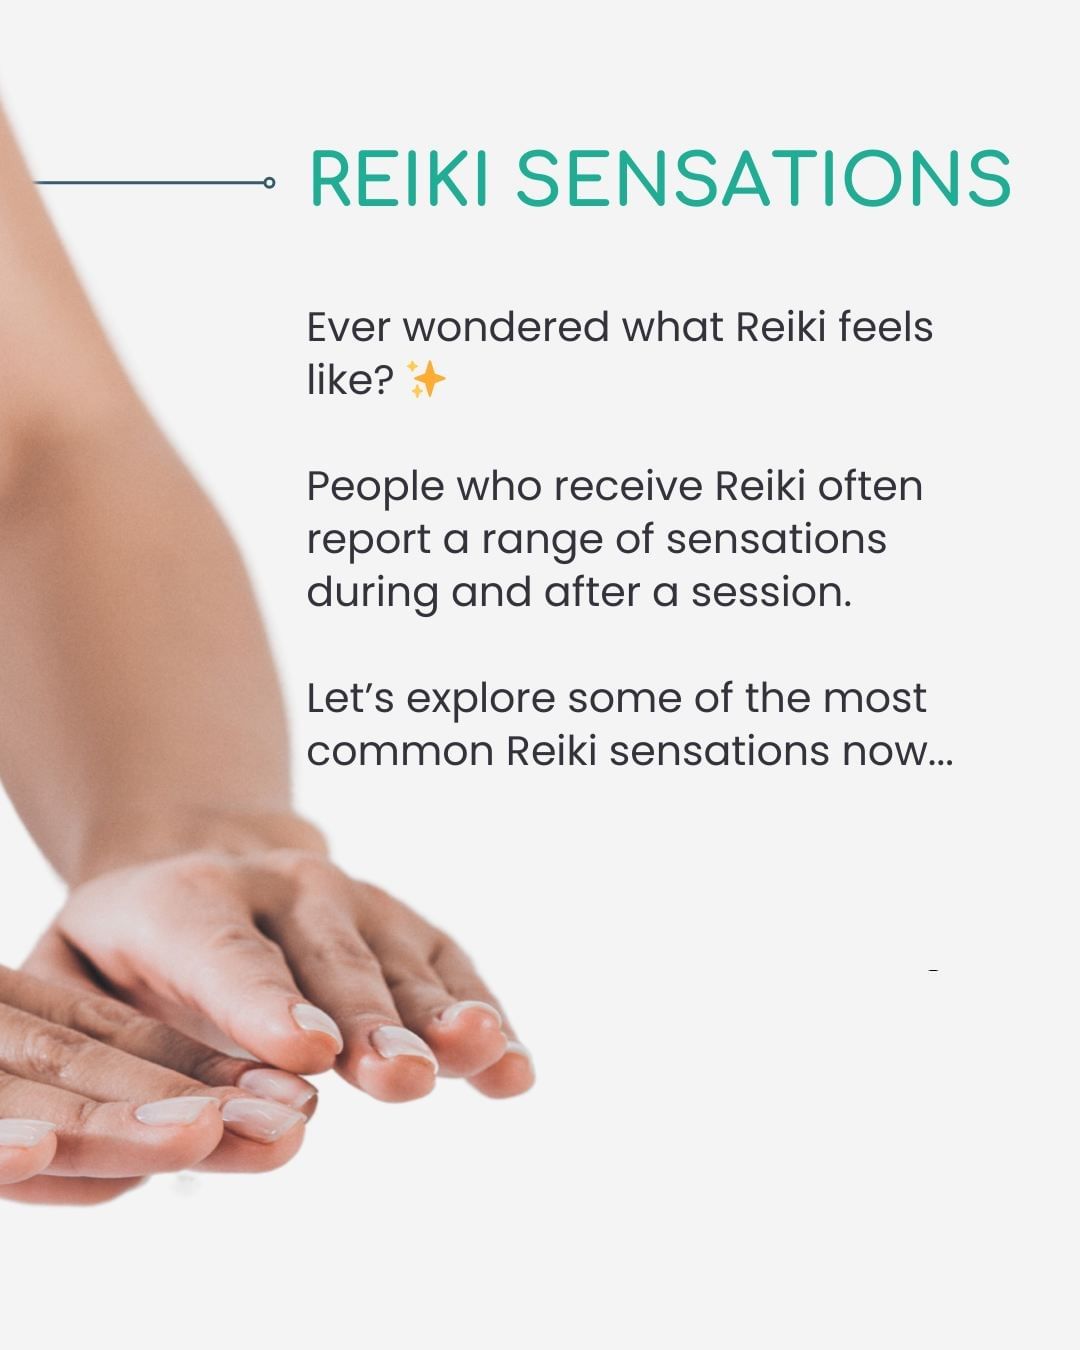 REIKI SENSATIONS
Ever wondered what Reiki feels
like? ✨
People who receive Reiki often
report a range of sensations
during and after a session.
Let’s explore some of the most
common Reiki sensations now...